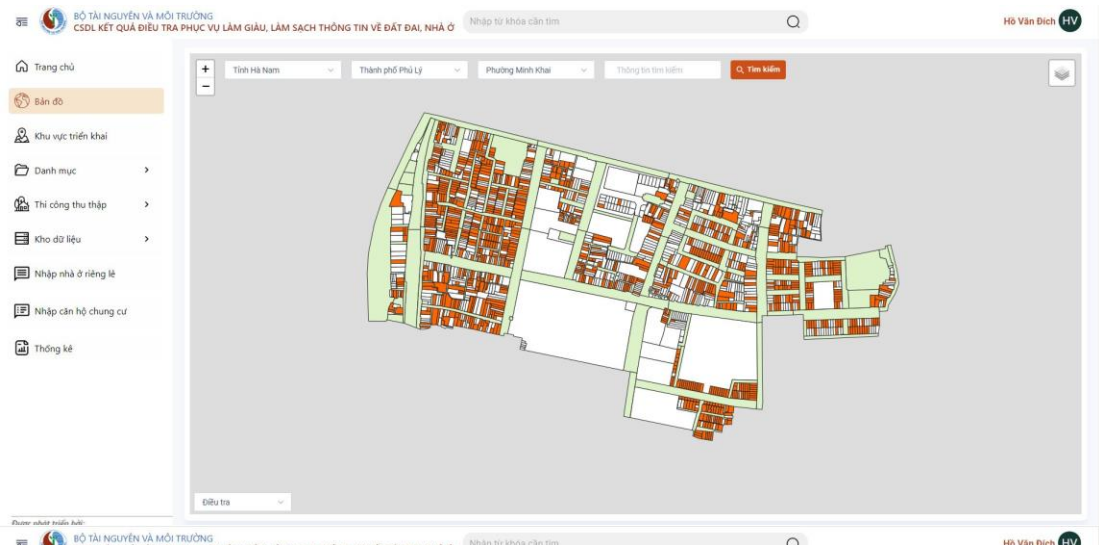 BỘ TÀI NGUYÊN VÀ MÔI TRƯỜNG
CSDL KẾT QUẢ ĐIỀU TRA PHỤC VỤ LÀM GIÀU, LÀM SẠCH THÔNG TIN VỀ ĐẤT ĐAI, NHÀ Ở
Nhập từ khóa cần tìm
Hồ Văn Đích HV
Trang chủ
Bản đồ
Khu vực triển khai
Danh mục
Thi công thu thập
Kho dữ liệu
Nhập nhà ở riêng lẻ
Nhập căn hộ chung cư
Thống kê
+
−
Tỉnh Hà Nam
Thành phố Phủ Lý
Phường Minh Khai
Thông tin tìm kiếm
Tìm kiếm
Điều tra
Được phát triển bởi:
BỘ TÀI NGUYÊN VÀ MÔI TRƯỜNG
Nhập từ khóa cần tìm
Hồ Văn Đích HV